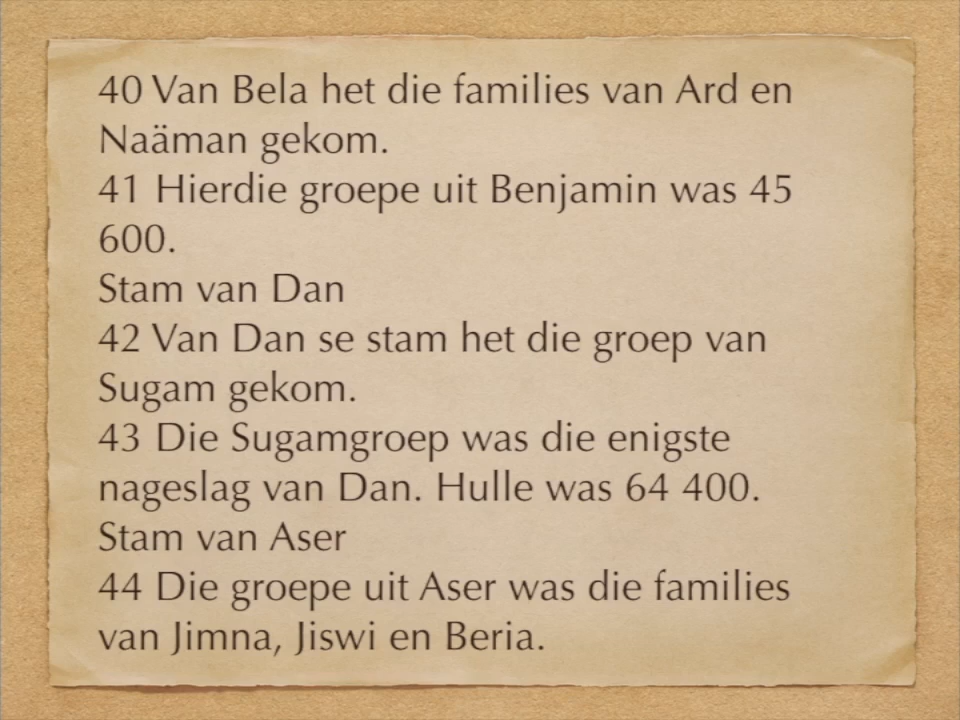 40 Van Bela het die families van Ard en
Naäman gekom.
41 Hierdie groepe uit Benjamin was 45
600.
Stam van Dan
42 Van Dan se stam het die groep van
Sugam gekom.
43 Die Sugamgroep was die enigste
nageslag van Dan. Hulle was 64 400.
Stam van Aser
44 Die groepe uit Aser was die families
van Jimna, Jiswi en Beria.